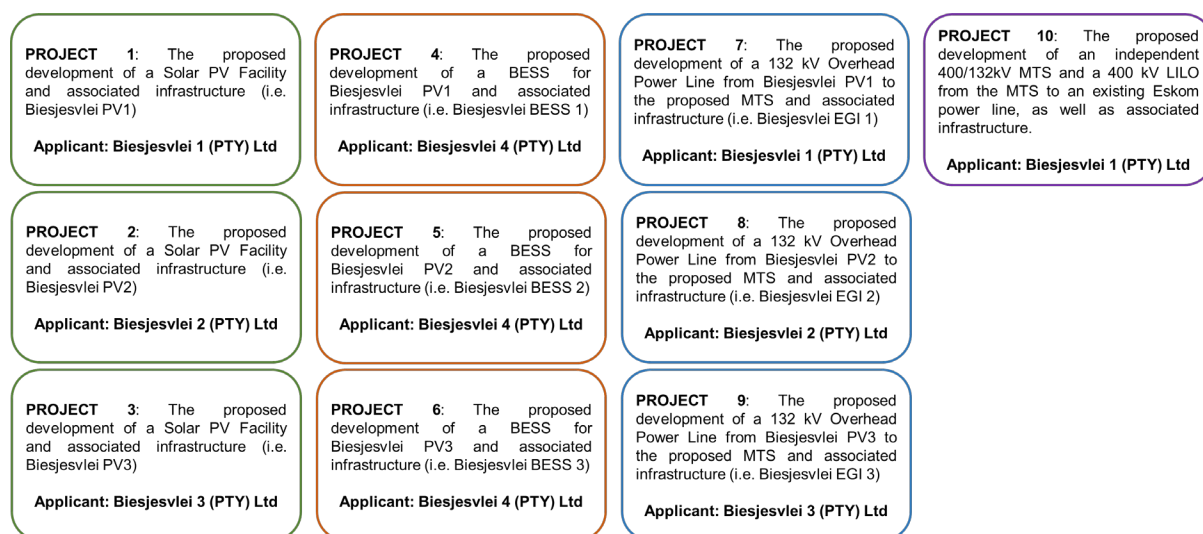 PROJECT 1: The proposed
development of a Solar PV Facility
and associated infrastructure (i.e.
Biesjesvlei PV1)
Applicant: Biesjesvlei 1 (PTY) Ltd
PROJECT 4: The proposed
development of a BESS for
Biesjesvlei PV1 and associated
infrastructure (i.e. Biesjesvlei BESS 1)
Applicant: Biesjesvlei 4 (PTY) Ltd
PROJECT 7: The proposed
development of a 132 kV Overhead
Power Line from Biesjesvlei PV1 to
the proposed MTS and associated
infrastructure (i.e. Biesjesvlei EGI 1)
Applicant: Biesjesvlei 1 (PTY) Ltd
PROJECT 10: The proposed
development of an independent
400/132kV MTS and a 400 kV LILO
from the MTS to an existing Eskom
power line, as well as associated
infrastructure.
Applicant: Biesjesvlei 1 (PTY) Ltd
PROJECT 2: The proposed
development of a Solar PV Facility
and associated infrastructure (i.e.
Biesjesvlei PV2)
Applicant: Biesjesvlei 2 (PTY) Ltd
PROJECT 5: The proposed
development of a BESS for
Biesjesvlei PV2 and associated
infrastructure (i.e. Biesjesvlei BESS 2)
Applicant: Biesjesvlei 4 (PTY) Ltd
PROJECT 8: The proposed
development of a 132 kV Overhead
Power Line from Biesjesvlei PV2 to
the proposed MTS and associated
infrastructure (i.e. Biesjesvlei EGI 2)
Applicant: Biesjesvlei 2 (PTY) Ltd
PROJECT 3: The proposed
development of a Solar PV Facility
and associated infrastructure (i.e.
Biesjesvlei PV3)
Applicant: Biesjesvlei 3 (PTY) Ltd
PROJECT 6: The proposed
development of a BESS for
Biesjesvlei PV3 and associated
infrastructure (i.e. Biesjesvlei BESS 3)
Applicant: Biesjesvlei 4 (PTY) Ltd
PROJECT 9: The proposed
development of a 132 kV Overhead
Power Line from Biesjesvlei PV3 to
the proposed MTS and associated
infrastructure (i.e. Biesjesvlei EGI 3)
Applicant: Biesjesvlei 3 (PTY) Ltd